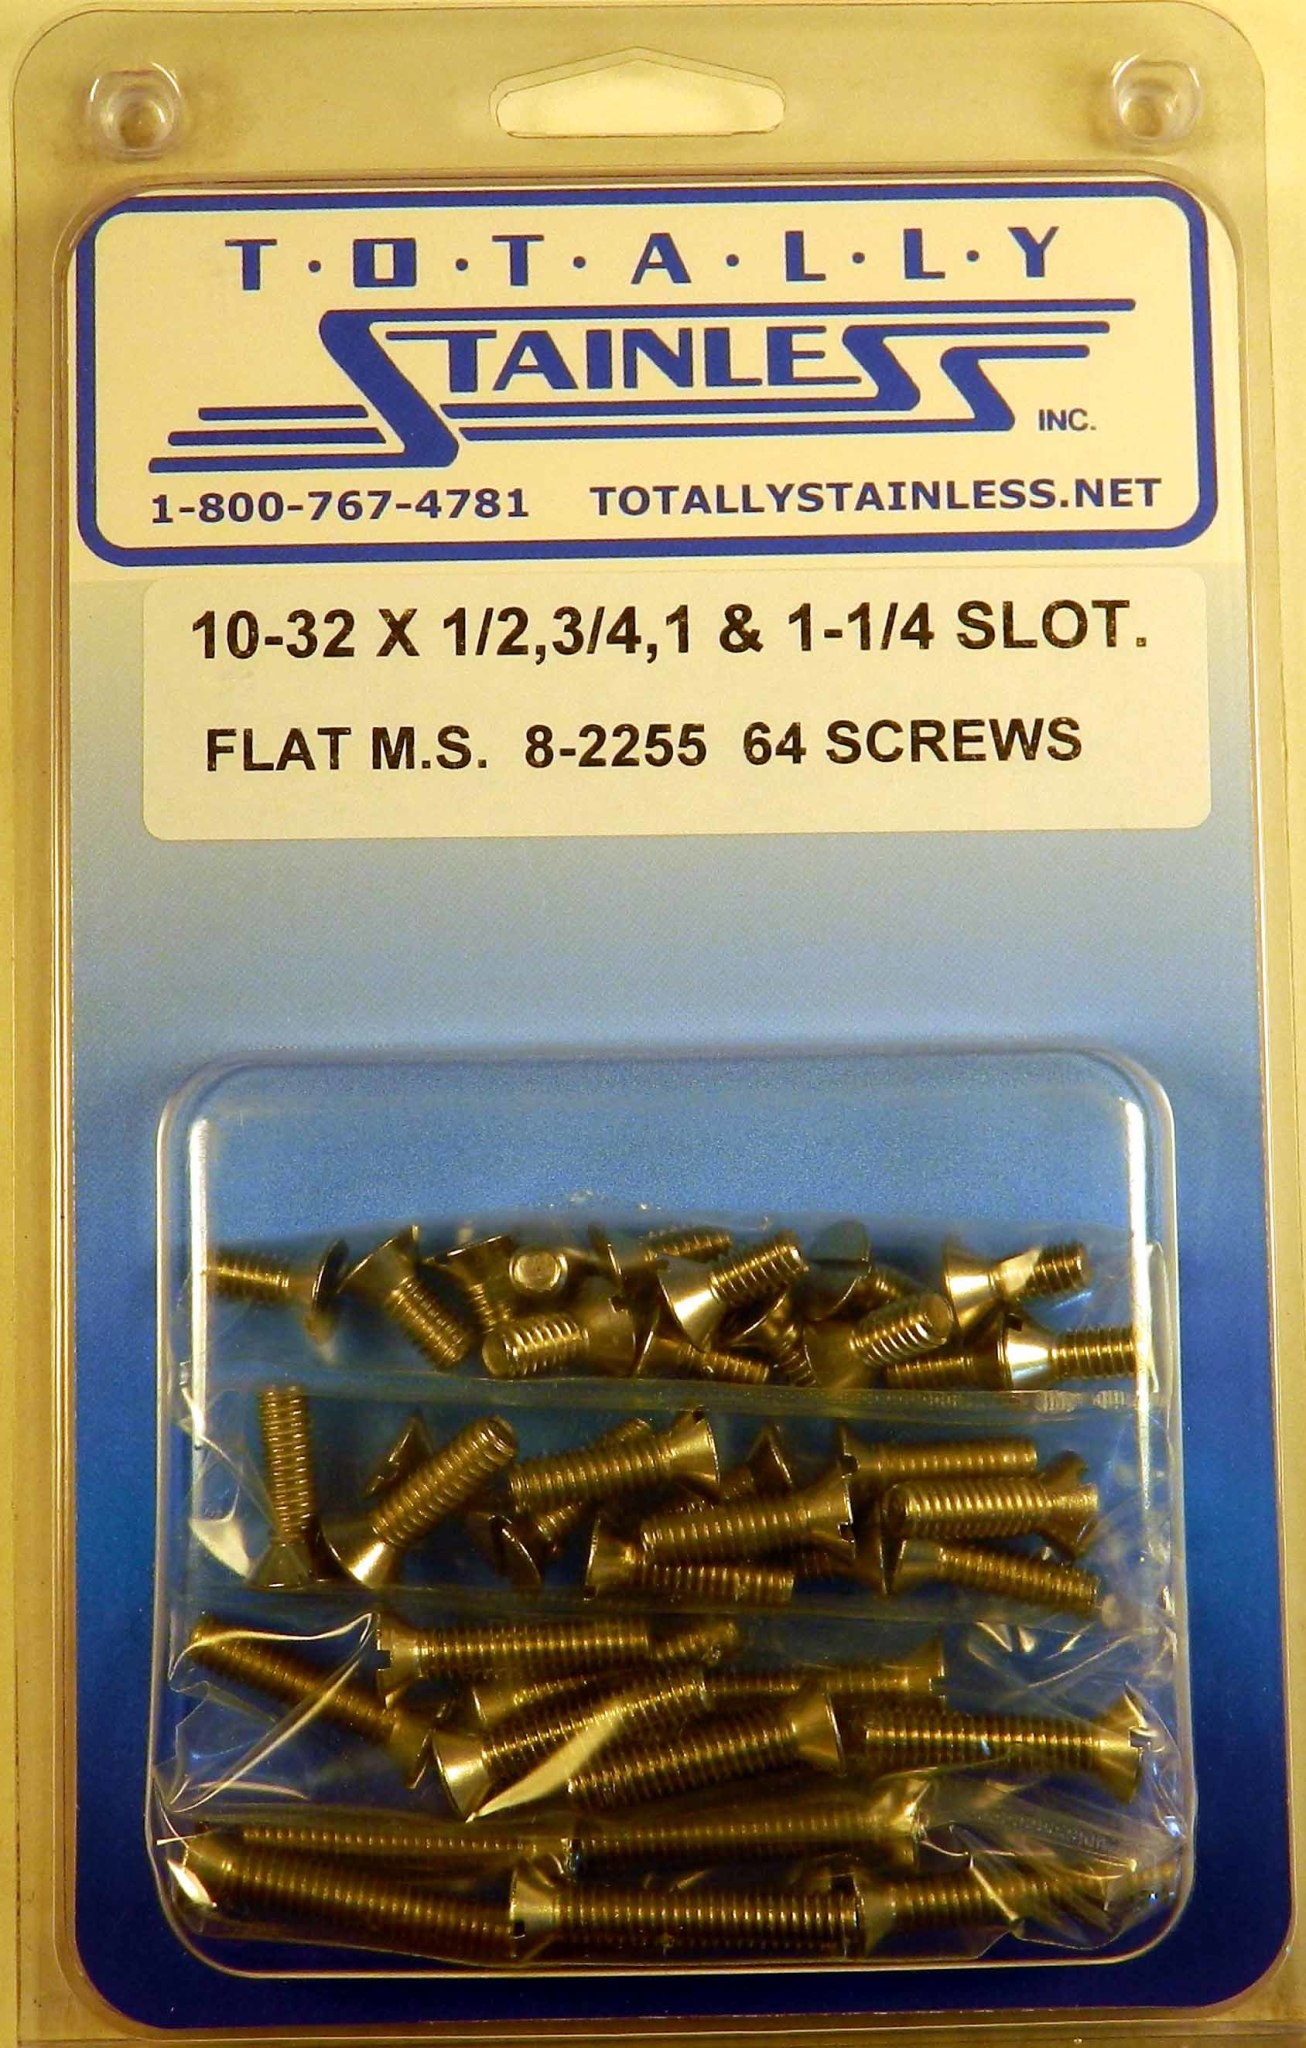 T·O·T·A·L·L·Y
STAINLESS
INC.
1-800-767-4781 TOTALLYSTAINLESS.NET
10-32 X 1/2,3/4,1 & 1-1/4 SLOT.
FLAT M.S. 8-2255 64 SCREWS